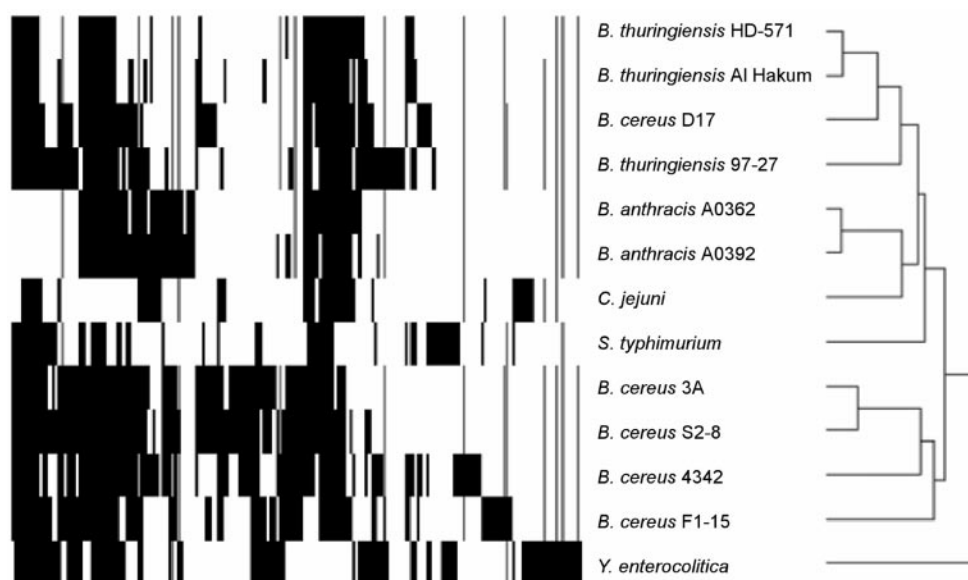 B. thuringiensis HD-571
B. thuringiensis Al Hakum
B. cereus D17
B. thuringiensis 97-27
B. anthracis A0362
B. anthracis A0392
C. jejuni
S. typhimurium
B. cereus 3A
B. cereus S2-8
B. cereus 4342
B. cereus F1-15
Y. enterocolitica